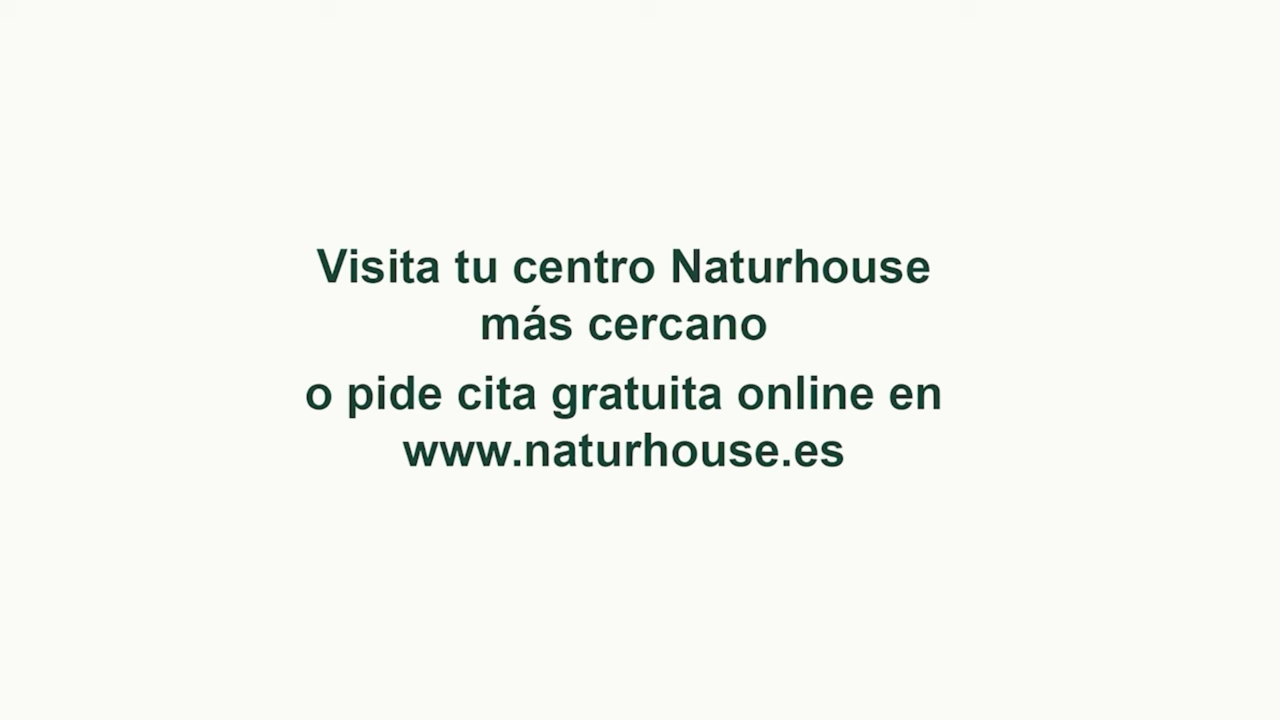 Visita tu centro Naturhouse
más cercano
o pide cita gratuita online en
www.naturhouse.es